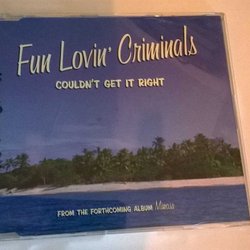 Fun Lovin' Criminals
COULDN'T GET IT RIGHT
FROM THE FORTHCOMING ALBUM Mimosa